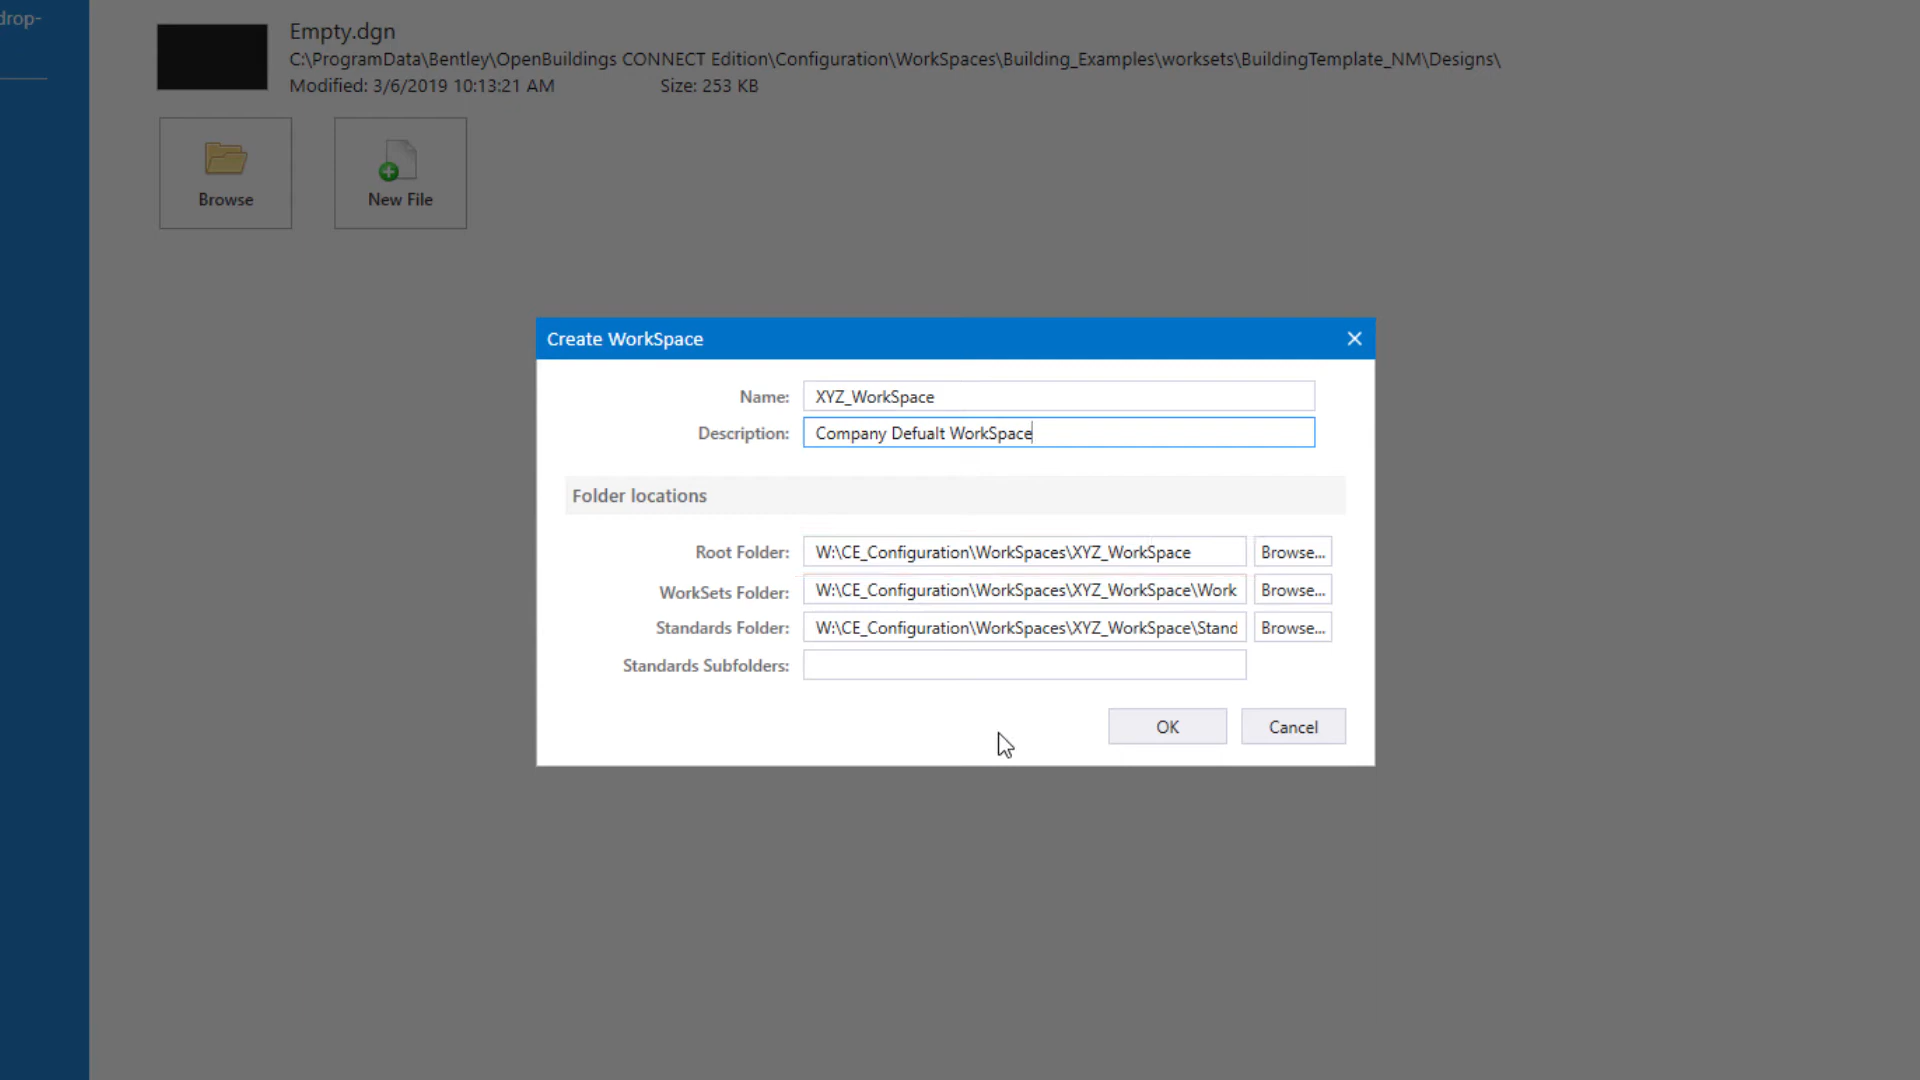 drop-
Empty.dgn
C:\ProgramData\Bentley\OpenBuildings CONNECT Edition\Configuration\WorkSpaces\Building_Examples\worksets\BuildingTemplate_NM\Designs\
Modified: 3/6/2019 10:13:21 AM Size: 253 KB
Browse New File
Create WorkSpace
Name: XYZ_WorkSpace
Description: Company Defualt WorkSpace
Folder locations
Root Folder: W:\CE_Configuration\WorkSpaces\XYZ_WorkSpace Browse...
WorkSets Folder: W:\CE_Configuration\WorkSpaces\XYZ_WorkSpace\Work Browse...
Standards Folder: W:\CE_Configuration\WorkSpaces\XYZ_WorkSpace\Stand Browse...
Standards Subfolders:
OK Cancel